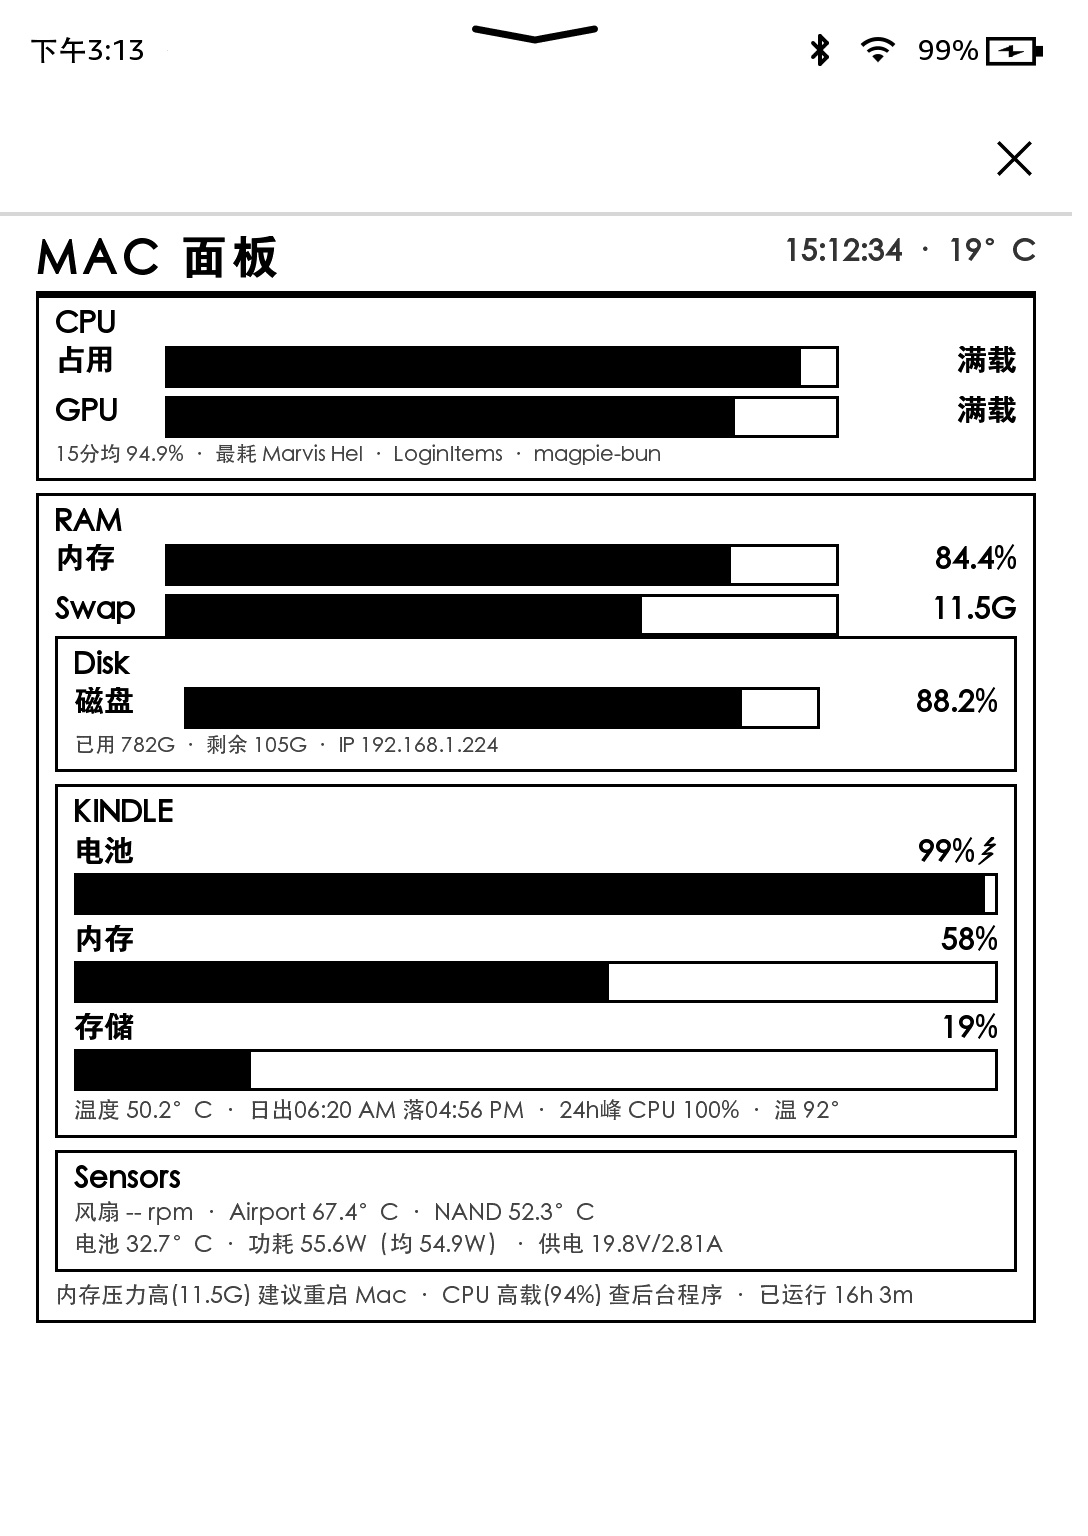 下午3:13 99%
MAC 面板 15:12:34 · 19° C
CPU
占用 满载
GPU 满载
15分均 94.9% · 最耗 Marvis Hel · LoginItems · magpie-bun
RAM
内存 84.4%
Swap 11.5G
Disk
磁盘 88.2%
已用 782G · 剩余 105G · IP 192.168.1.224
KINDLE
电池 99%⚡
内存 58%
存储 19%
温度 50.2° C · 日出06:20 AM 落04:56 PM · 24h峰 CPU 100% · 温 92°
Sensors
风扇 -- rpm · Airport 67.4° C · NAND 52.3° C
电池 32.7° C · 功耗 55.6W（均 54.9W） · 供电 19.8V/2.81A
内存压力高(11.5G) 建议重启 Mac · CPU 高载(94%) 查后台程序 · 已运行 16h 3m